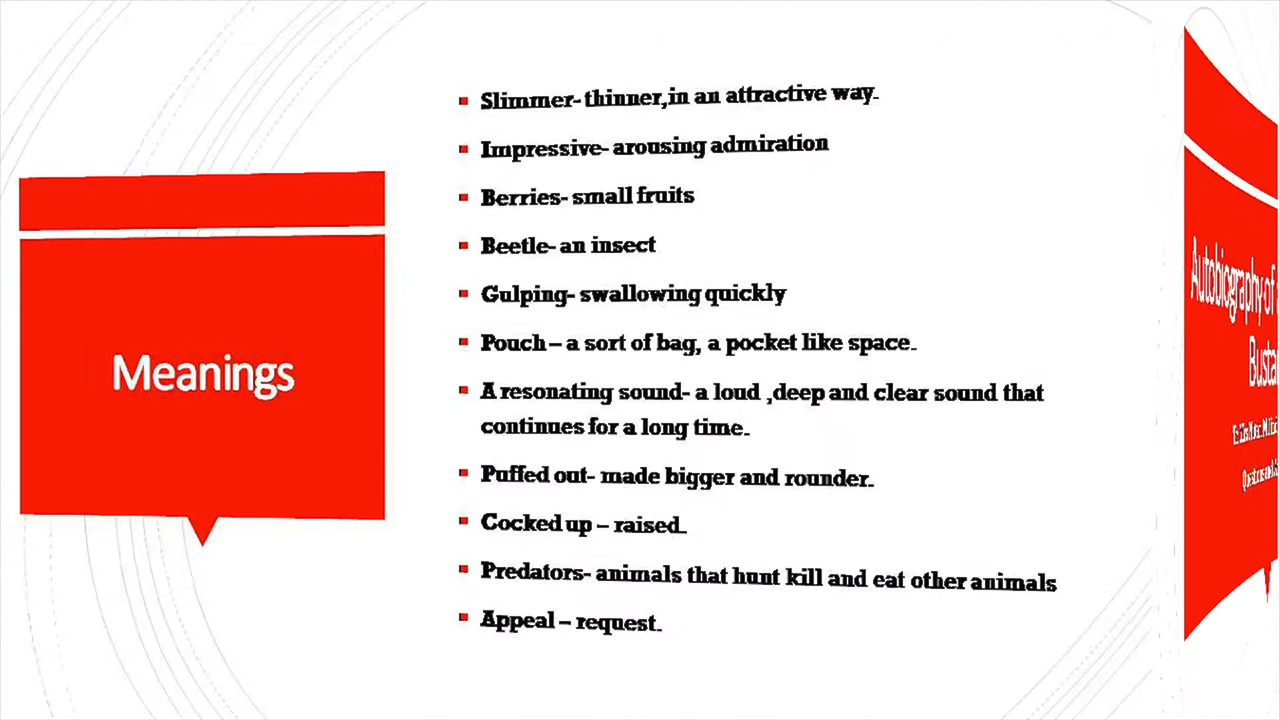 Meanings
Slimmer- thinner,in an attractive way.
Impressive- arousing admiration
Berries- small fruits
Beetle- an insect
Gulping- swallowing quickly
Pouch – a sort of bag, a pocket like space.
A resonating sound- a loud ,deep and clear sound that
continues for a long time.
Puffed out- made bigger and rounder.
Cocked up – raised.
Predators- animals that hunt kill and eat other animals
Appeal – request.
Autobiography of